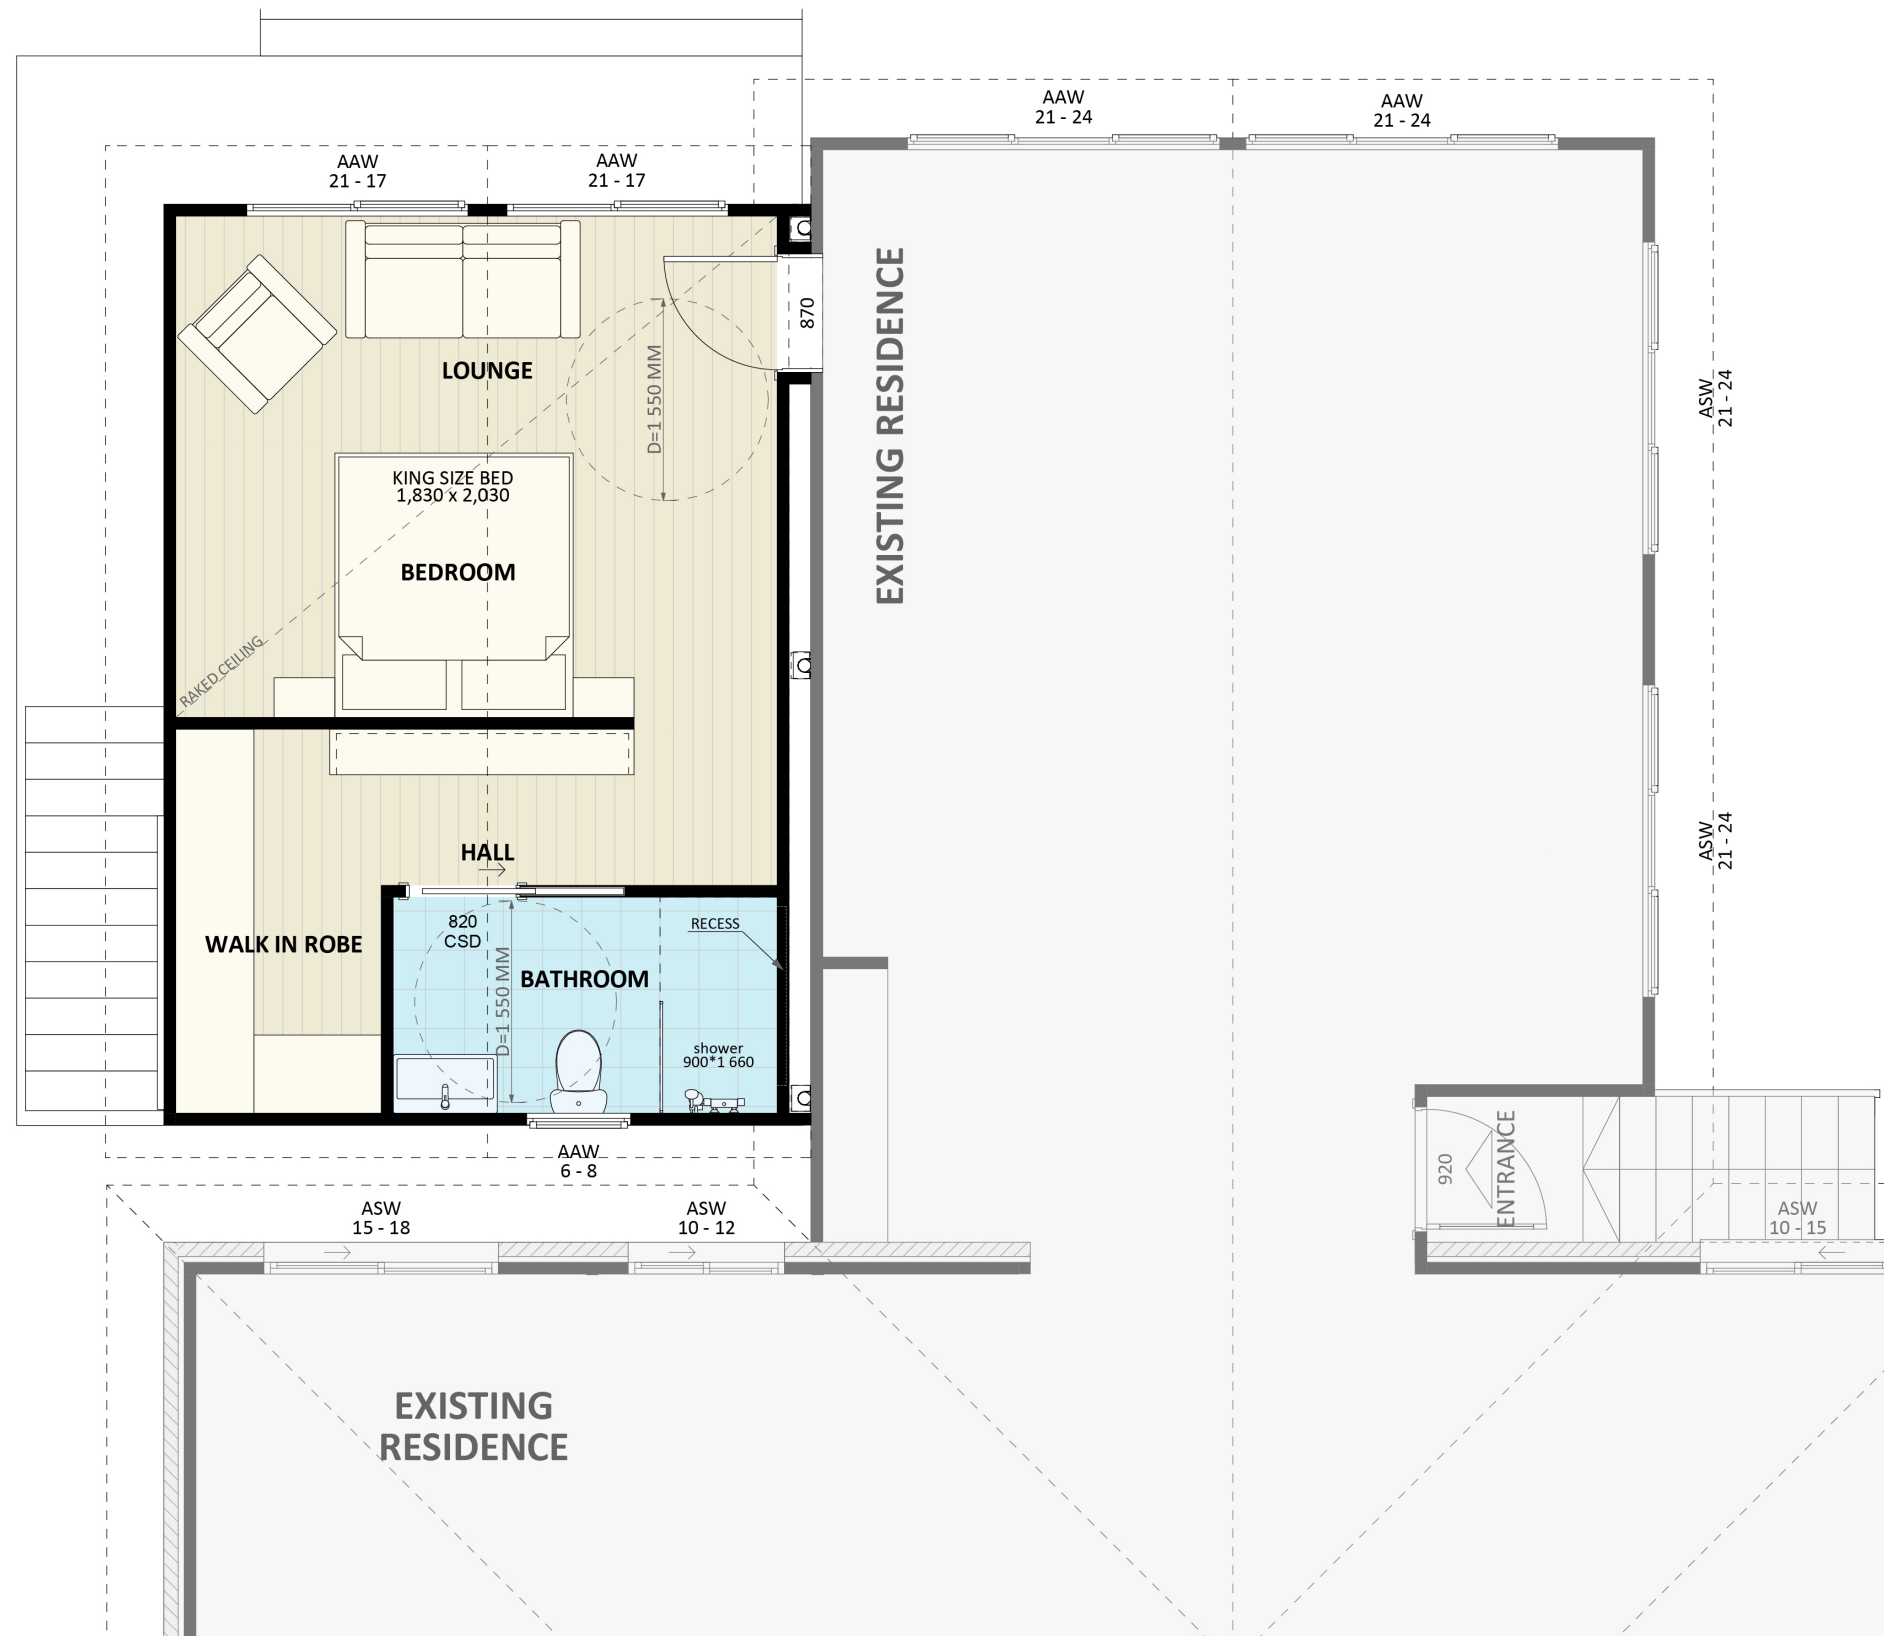 AAW
21 - 24
AAW
21 - 24
AAW
21 - 17
AAW
21 - 17
870
EXISTING RESIDENCE
LOUNGE
D=1 550 MM
ASW
21 - 24
KING SIZE BED
1,830 x 2,030
BEDROOM
RAKED CEILING
ASW
21 - 24
HALL
820
CSD
RECESS
WALK IN ROBE
BATHROOM
D=1 550 MM
shower
900*1 660
AAW
6 - 8
920
ENTRANCE
ASW
15 - 18
ASW
10 - 12
ASW
10 - 15
EXISTING
RESIDENCE